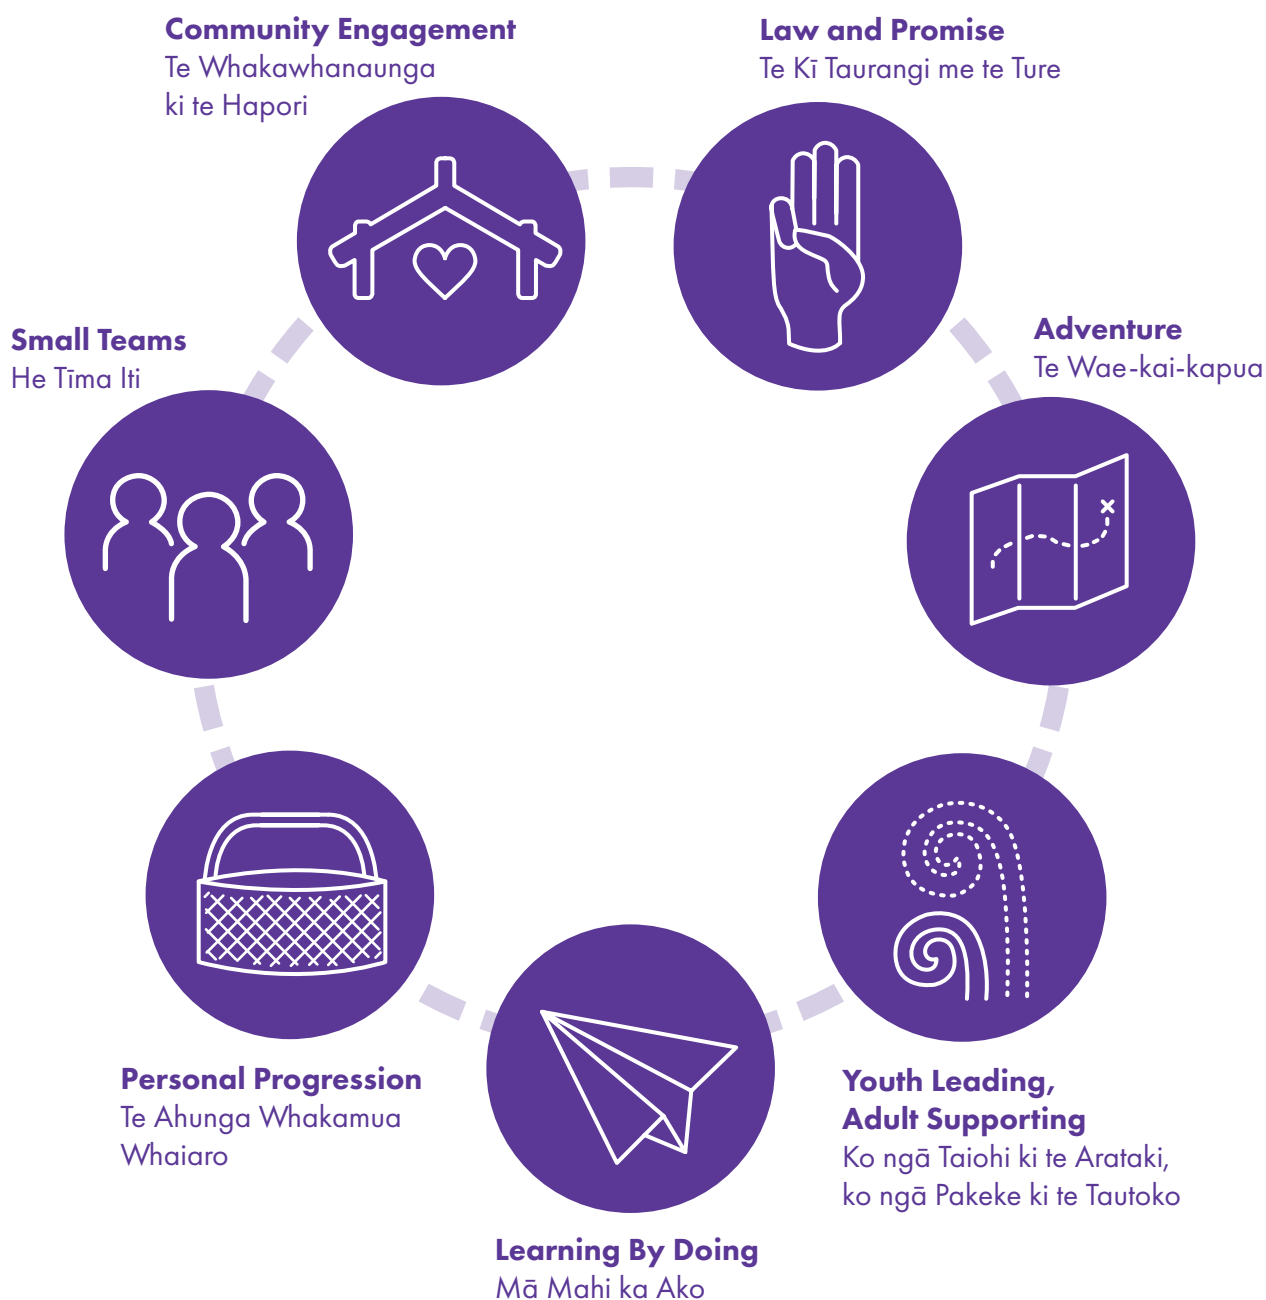 Community Engagement
Te Whakawhanaunga
ki te Hapori
Law and Promise
Te Kī Taurangi me te Ture
Small Teams
He Tīma Iti
Adventure
Te Wae-kai-kapua
Personal Progression
Te Ahunga Whakamua
Whaiaro
Youth Leading,
Adult Supporting
Ko ngā Taiohi ki te Arataki,
ko ngā Pakeke ki te Tautoko
Learning By Doing
Mā Mahi ka Ako